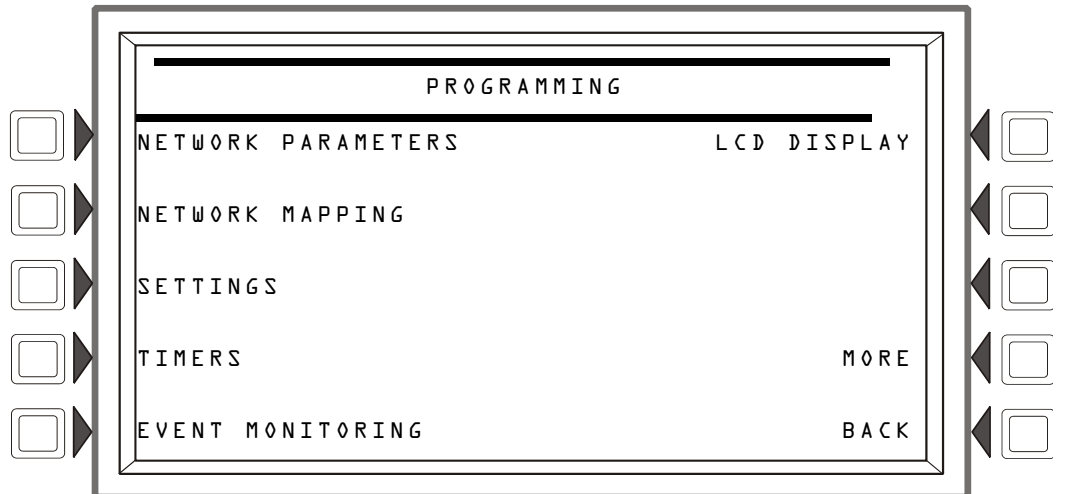 PROGRAMMING
NETWORK PARAMETERS LCD DISPLAY
NETWORK MAPPING
SETTINGS
TIMERS MORE
EVENT MONITORING BACK